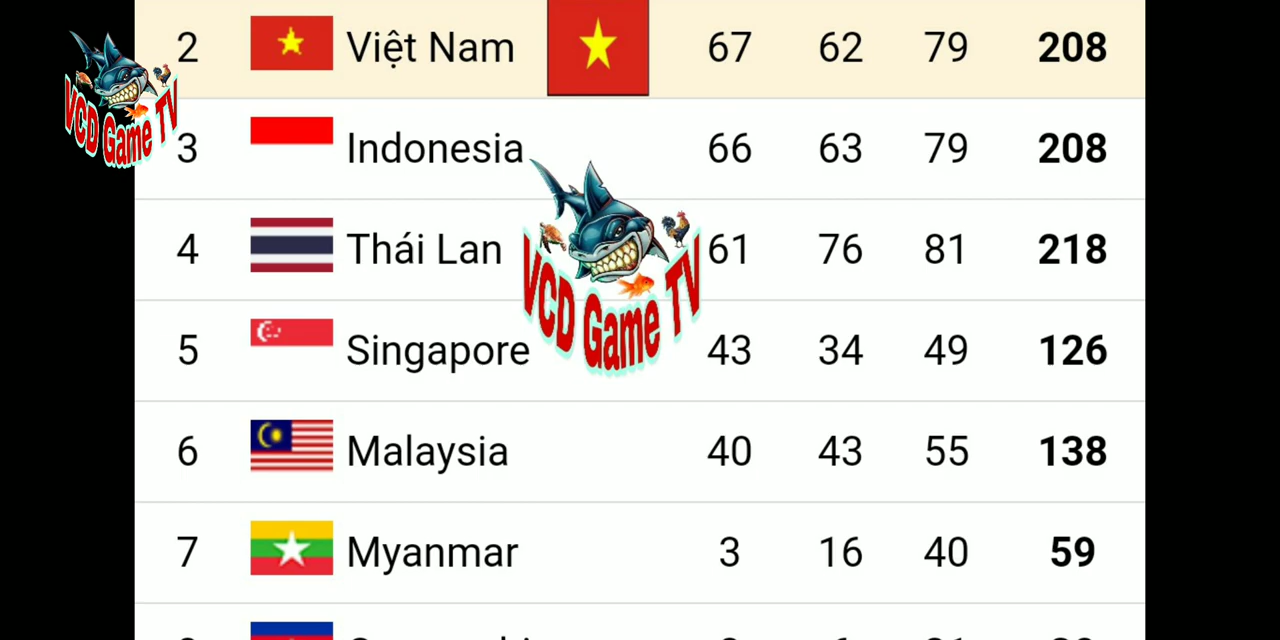 2 Việt Nam 67 62 79 208
VCD Game TV
3 Indonesia 66 63 79 208
4 Thái Lan 61 76 81 218
VCD Game TV
5 Singapore 43 34 49 126
6 Malaysia 40 43 55 138
7 Myanmar 3 16 40 59